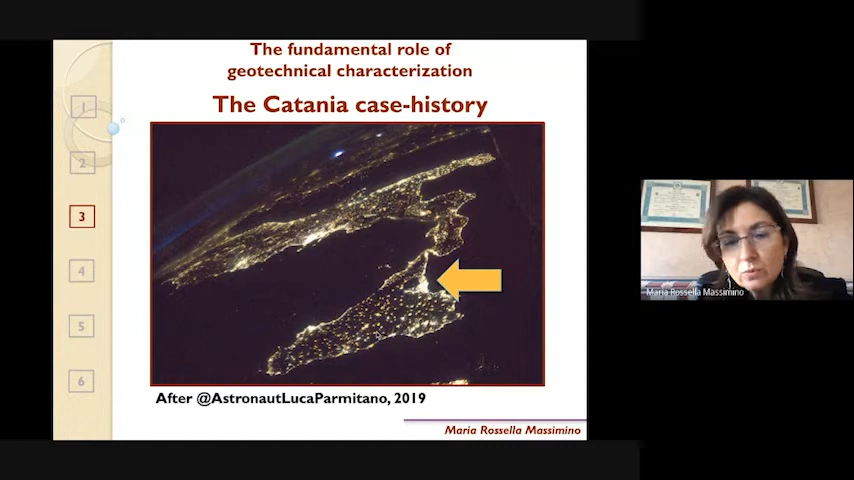 The fundamental role of
geotechnical characterization
The Catania case-history
1
2
3
4
5
6
After @AstronautLucaParmitano, 2019
Maria Rossella Massimino
Maria Rossella Massimino